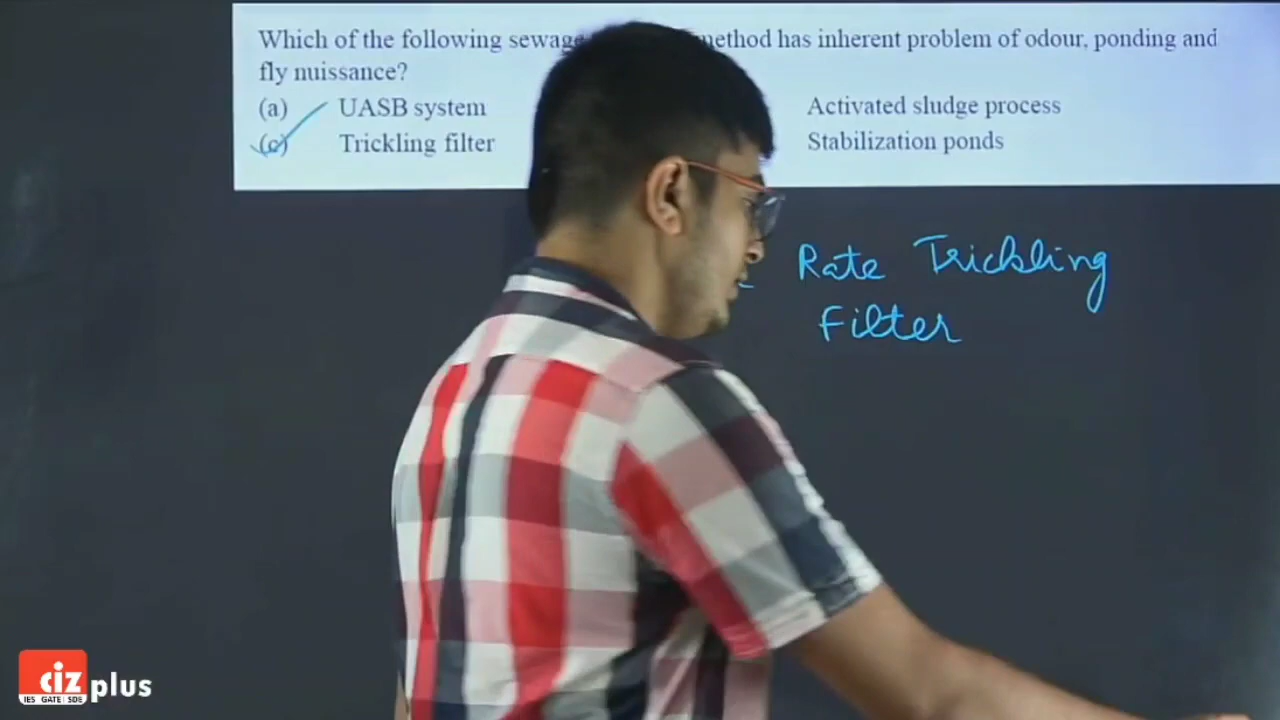 Which of the following method has inherent problem of odour, ponding and
fly nuissance?
(a) UASB system Activated sludge process
(c) Trickling filter Stabilization ponds
Rate Trickling
Filter
ciz plus
IES GATE SDE